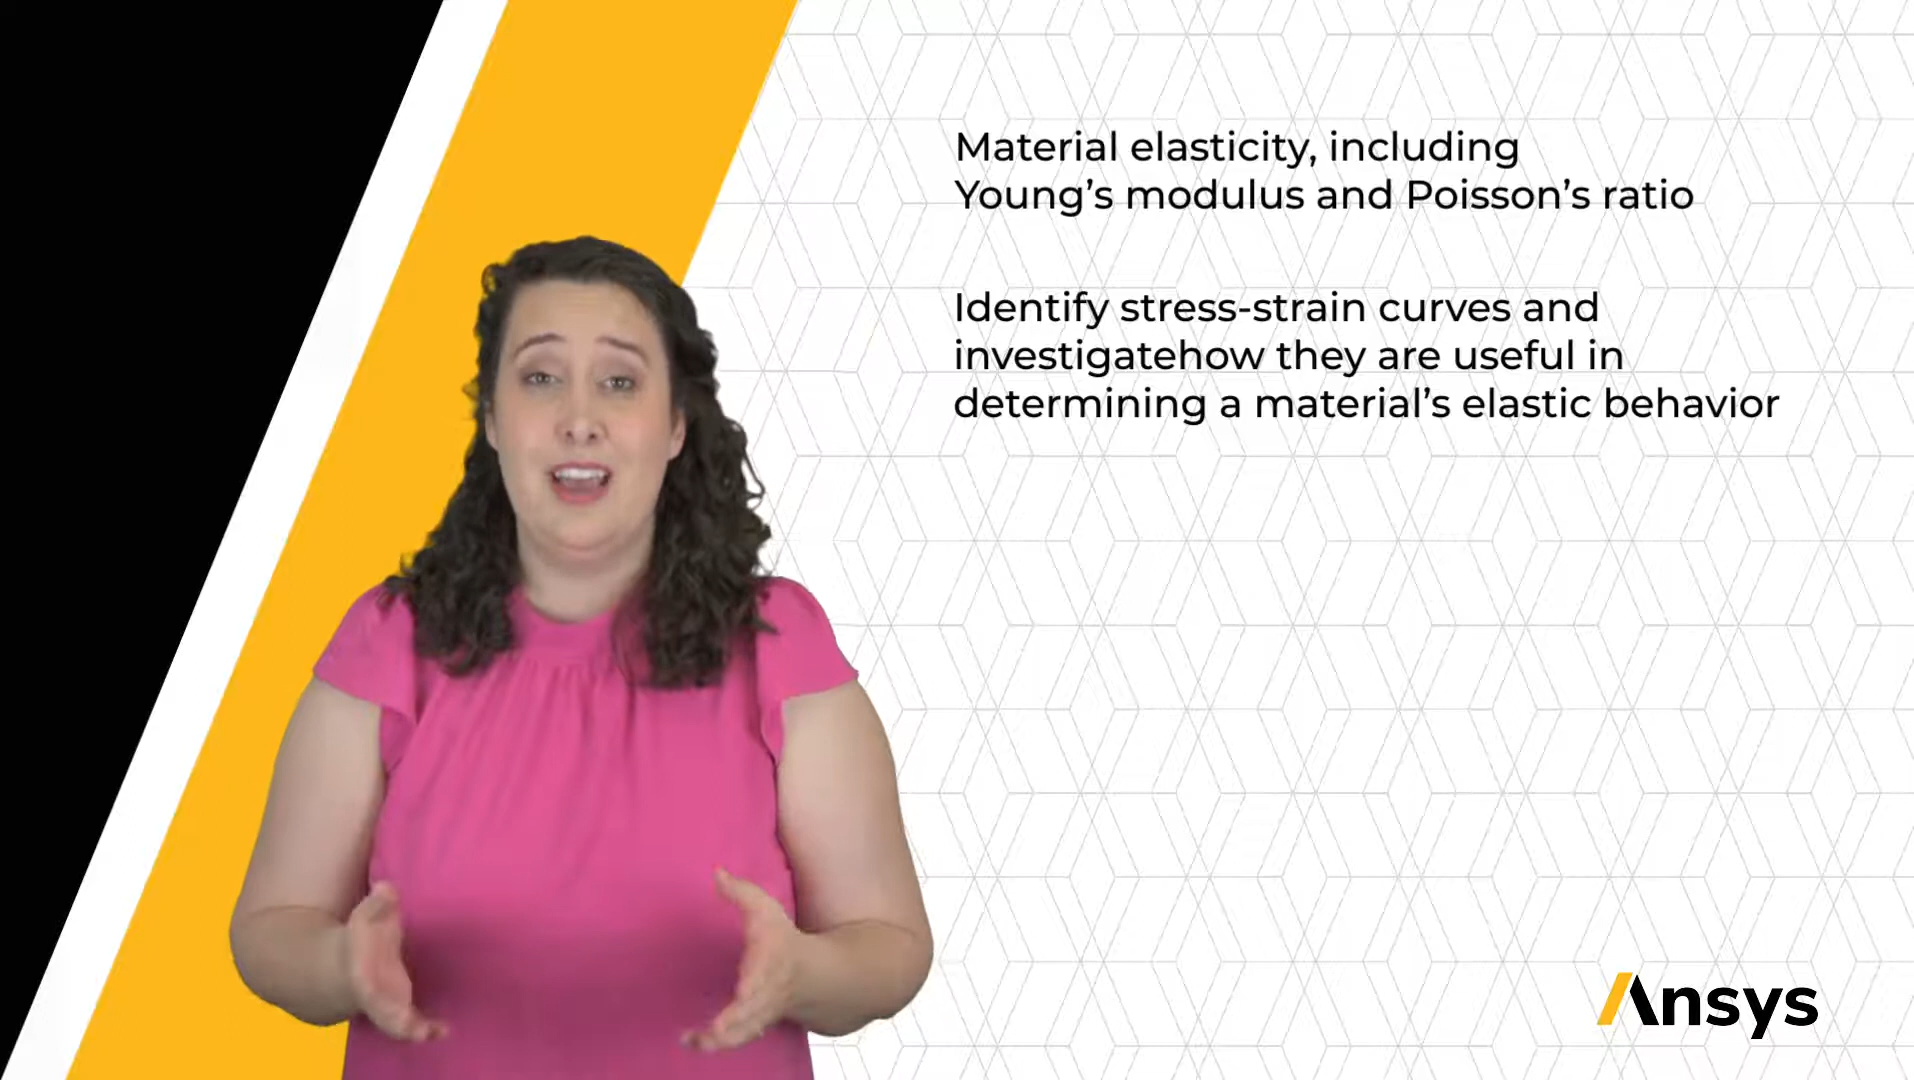 Material elasticity, including
Young’s modulus and Poisson’s ratio
Identify stress-strain curves and
investigatehow they are useful in
determining a material’s elastic behavior
Ansys